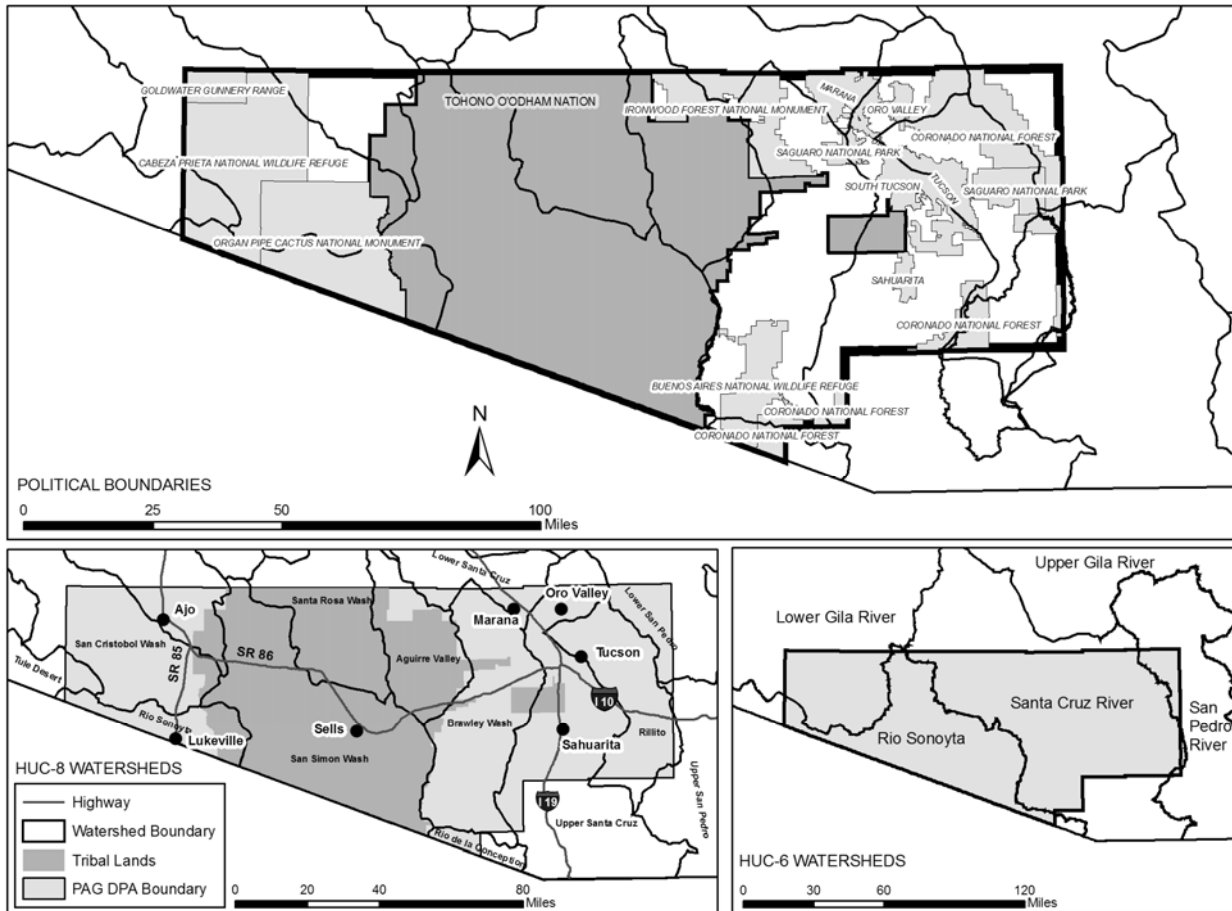 GOLDWATER GUNNERY RANGE
TOHONO O'ODHAM NATION
IRONWOOD FOREST NATIONAL MONUMENT
MARANA
ORO VALLEY
CORONADO NATIONAL FOREST
CABEZA PRIETA NATIONAL WILDLIFE REFUGE
SAGUARO NATIONAL PARK
SOUTH TUCSON
TUCSON
SAGUARO NATIONAL PARK
ORGAN PIPE CACTUS NATIONAL MONUMENT
SAHUARITA
CORONADO NATIONAL FOREST
BUENOS AIRES NATIONAL WILDLIFE REFUGE
CORONADO NATIONAL FOREST
CORONADO NATIONAL FOREST
N
POLITICAL BOUNDARIES
0 25 50 100
Miles
Lower Santa Cruz
Santa Rosa Wash
Oro Valley
Ajo
Marana
Lower San Pedro
San Cristobol Wash
SR 85
SR 86
Aguirre Valley
Tucson
Tule Desert
I 10
Rio Sonoyta
Lukeville
Sells
Brawley Wash
Sahuarita
Rillito
San Simon Wash
I 19
Upper San Pedro
Upper Santa Cruz
Rio de la Conception
HUC-8 WATERSHEDS
Highway
Watershed Boundary
Tribal Lands
PAG DPA Boundary
0 20 40 80
Miles
Upper Gila River
Lower Gila River
Santa Cruz River
San
Pedro
River
Rio Sonoyta
HUC-6 WATERSHEDS
0 30 60 120
Miles